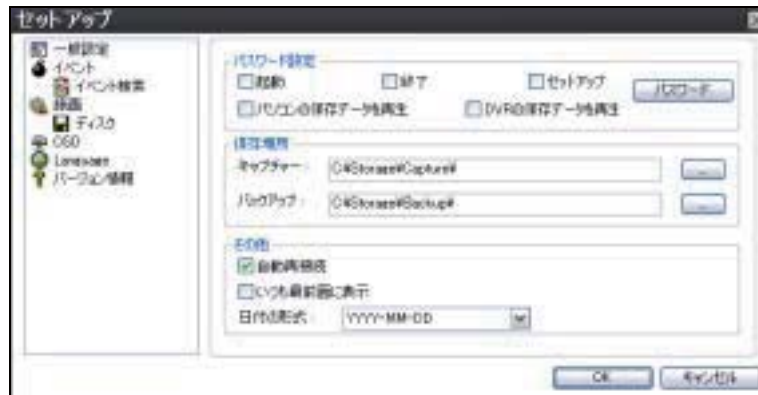 セットアップ
一般設定
イベント
イベント検索
録画
ディスク
OSD
Language
バージョン情報
パスワード設定
起動 終了 セットアップ パスワード
パソコンの保存データを再生 DVRの保存データを再生
保存場所
キャプチャー : C:¥Storage¥Capture¥ ...
バックアップ : C:¥Storage¥Backup¥ ...
その他
自動再接続
いつも最前面に表示
日付の形式 : YYYY-MM-DD
OK キャンセル